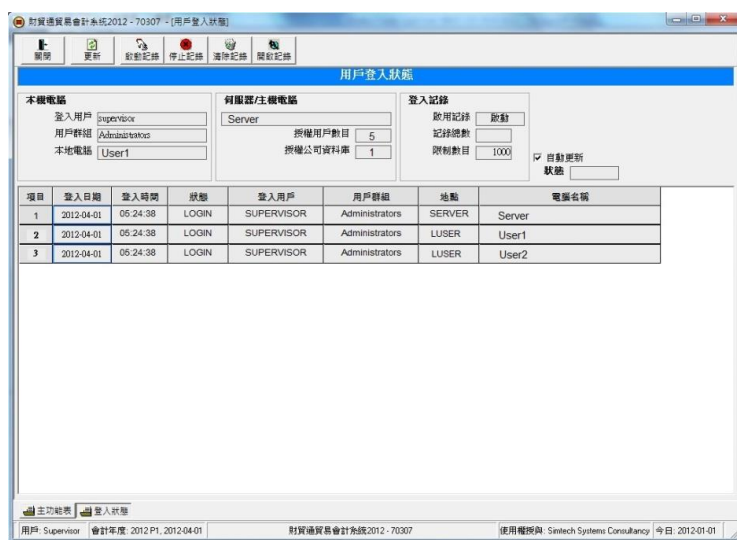 財貿通貿易會計系統2012 - 70307 - [用戶登入狀態]
關閉 更新 啟動記錄 停止記錄 清除記錄 開啟記錄
用戶登入狀態
本機電腦 伺服器/主機電腦 登入記錄
登入用戶 supervisor Server 啟用記錄 啟動
用戶群組 Administrators 授權用戶數目 5 記錄總數
本地電腦 User1 授權公司資料庫 1 限制數目 1000 自動更新
狀態
項目 登入日期 登入時間 狀態 登入用戶 用戶群組 地點 電腦名稱
1 2012-04-01 05:24:38 LOGIN SUPERVISOR Administrators SERVER Server
2 2012-04-01 05:24:38 LOGIN SUPERVISOR Administrators LUSER User1
3 2012-04-01 05:24:38 LOGIN SUPERVISOR Administrators LUSER User2
主功能表 登入狀態
用戶: Supervisor 會計年度: 2012 P1, 2012-04-01 財貿通貿易會計系統2012 - 70307 使用權授與: Simtech Systems Consultancy 今日: 2012-01-01